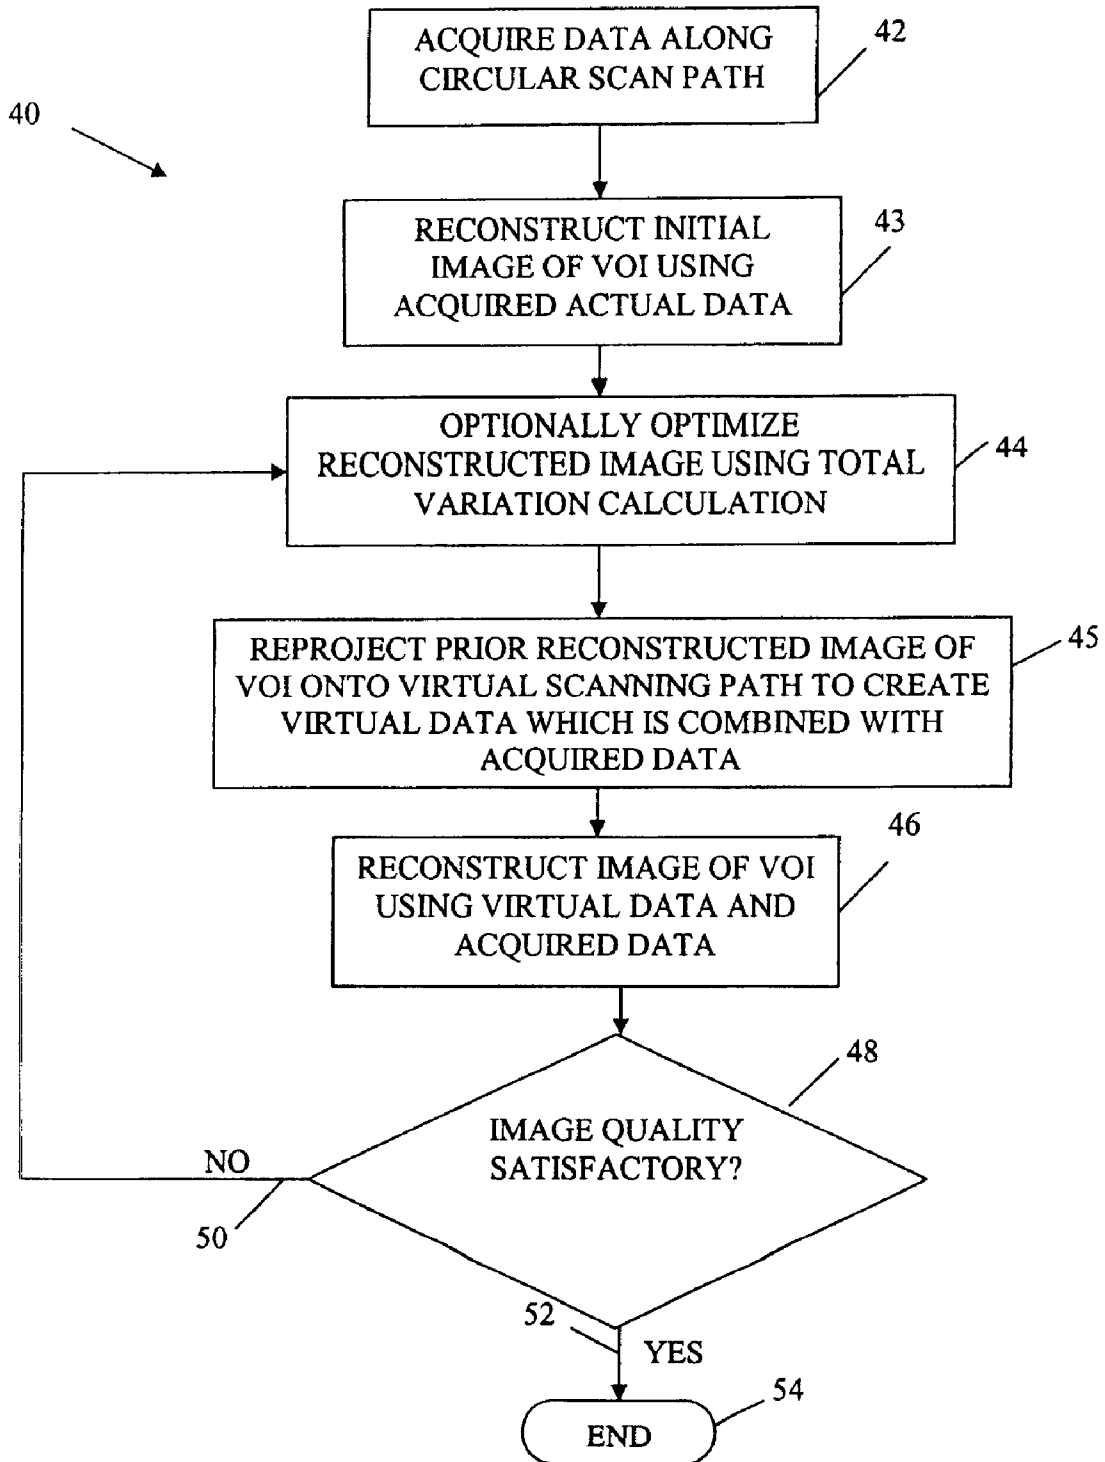 ACQUIRE DATA ALONG
CIRCULAR SCAN PATH
42
40
RECONSTRUCT INITIAL
IMAGE OF VOI USING
ACQUIRED ACTUAL DATA
43
OPTIONALLY OPTIMIZE
RECONSTRUCTED IMAGE USING TOTAL
VARIATION CALCULATION
44
REPROJECT PRIOR RECONSTRUCTED IMAGE OF
VOI ONTO VIRTUAL SCANNING PATH TO CREATE
VIRTUAL DATA WHICH IS COMBINED WITH
ACQUIRED DATA
45
RECONSTRUCT IMAGE OF VOI
USING VIRTUAL DATA AND
ACQUIRED DATA
46
IMAGE QUALITY
SATISFACTORY?
48
NO
50
52
YES
END
54